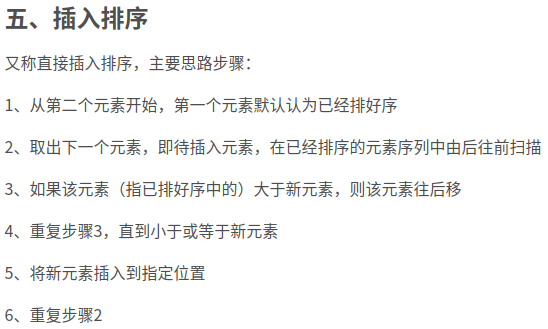 五、插入排序
又称直接插入排序，主要思路步骤：
1、从第二个元素开始，第一个元素默认认为已经排好序
2、取出下一个元素，即待插入元素，在已经排序的元素序列中由后往前扫描
3、如果该元素（指已排好序中的）大于新元素，则该元素往后移
4、重复步骤3，直到小于或等于新元素
5、将新元素插入到指定位置
6、重复步骤2